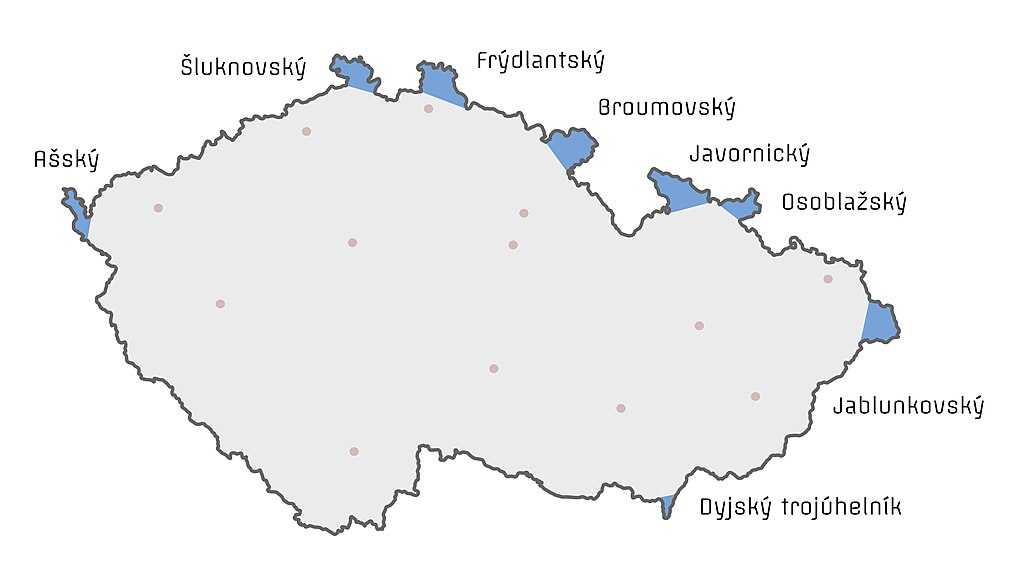 Šluknovský
Frýdlantský
Broumovský
Ašský
Javornický
Osoblažský
Jablunkovský
Dyjský trojúhelník